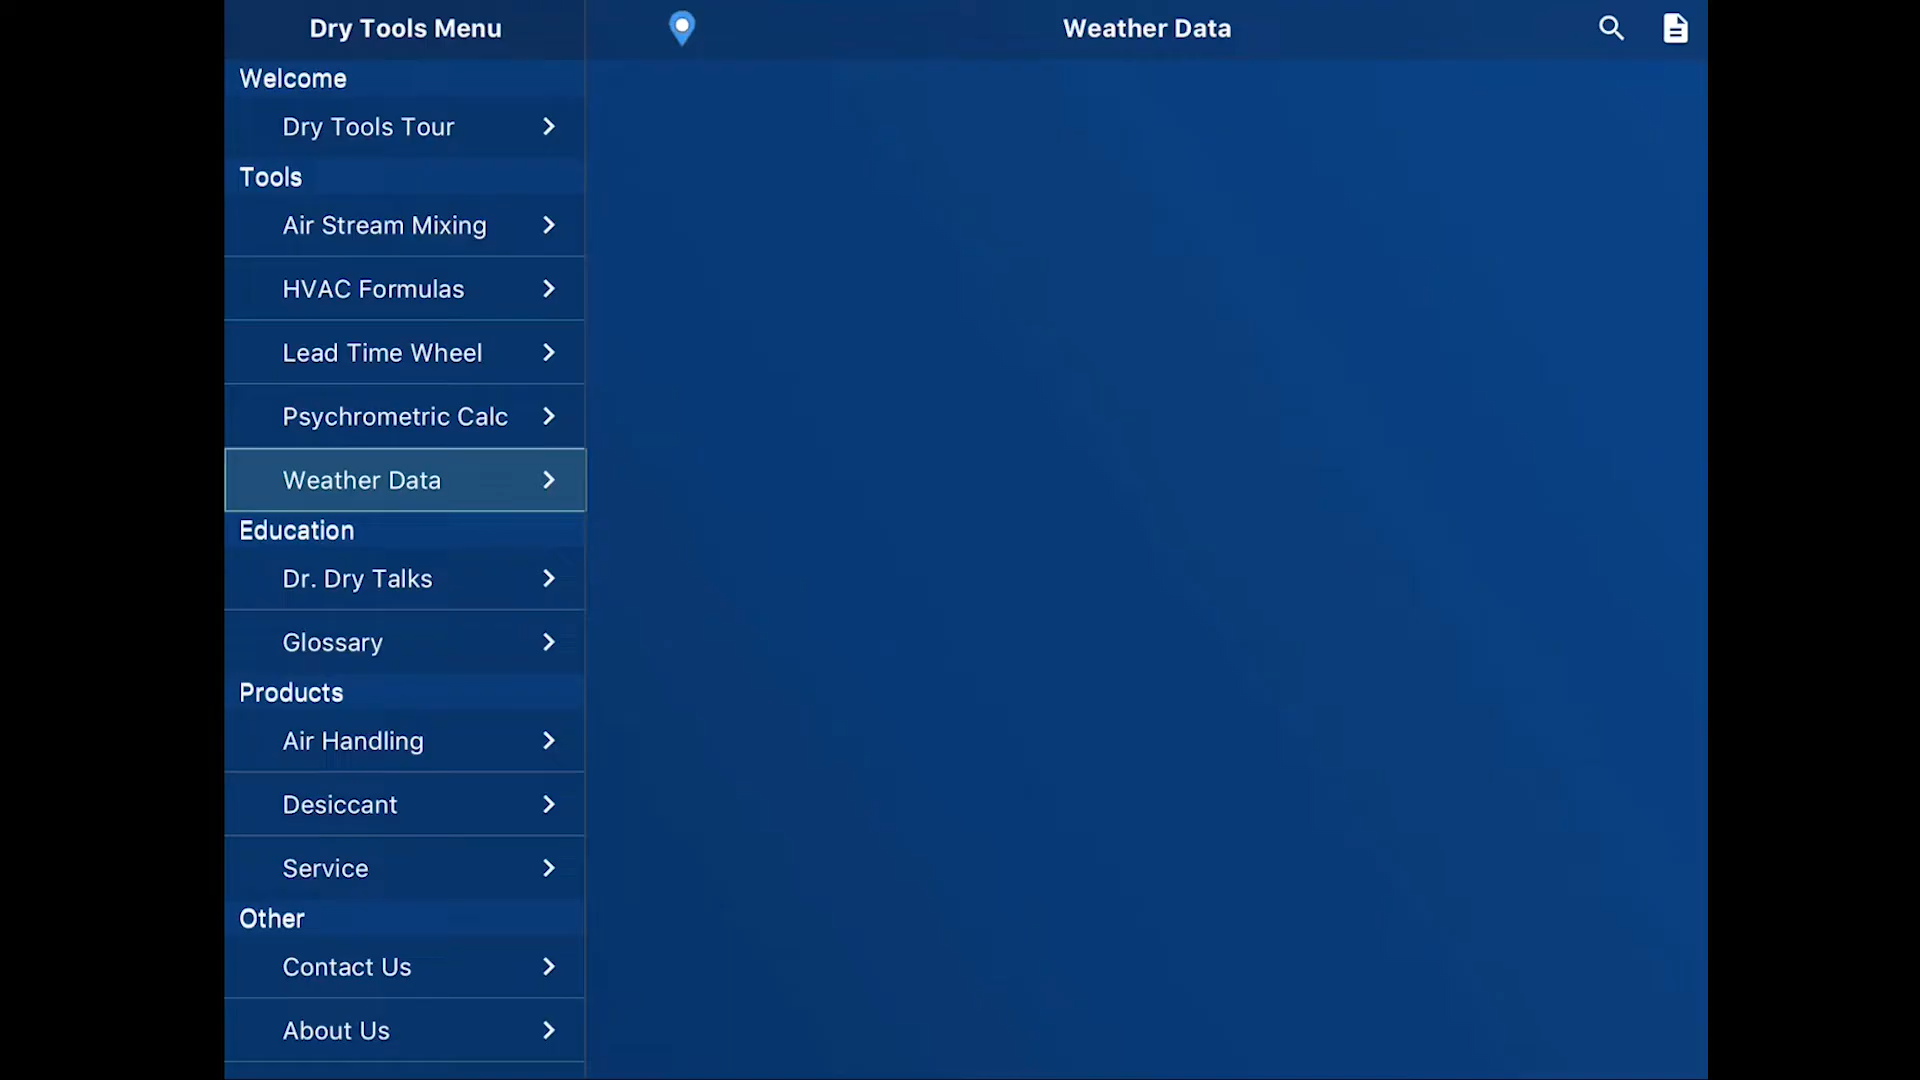 Dry Tools Menu
Weather Data
Welcome
Dry Tools Tour
Tools
Air Stream Mixing
HVAC Formulas
Lead Time Wheel
Psychrometric Calc
Weather Data
Education
Dr. Dry Talks
Glossary
Products
Air Handling
Desiccant
Service
Other
Contact Us
About Us